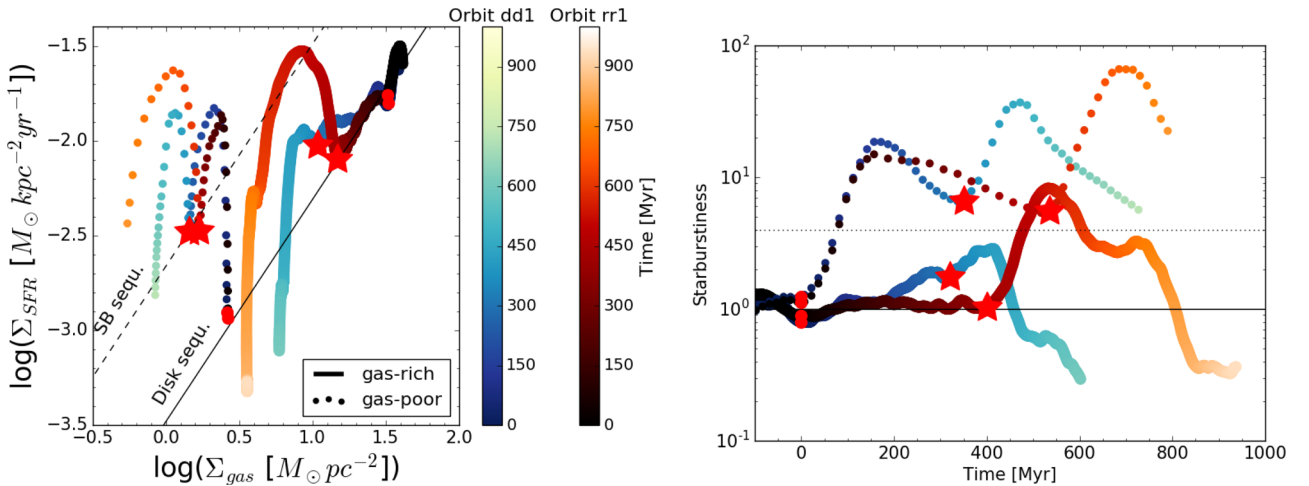 Orbit dd1 Orbit rr1
log(Σ_SFR [M_⊙ kpc^−2 yr^−1])
−1.5
−2.0
−2.5
−3.0
−3.5
−0.5 0.0 0.5 1.0 1.5 2.0
log(Σ_gas [M_⊙ pc^−2])
SB sequ.
Disk sequ.
gas-rich
gas-poor
900
750
600
450
300
150
0
900
750
600
450
300
150
0
Time [Myr]
Starburstiness
10^2
10^1
10^0
10^-1
0 200 400 600 800 1000
Time [Myr]